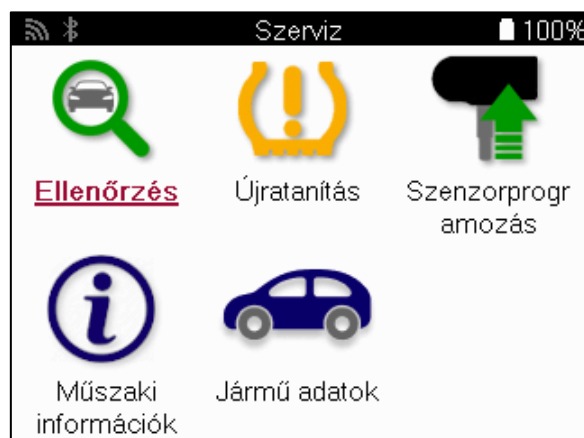 Szerviz 100%
Ellenőrzés Újratanítás Szenzorprogr
amozás
Műszaki Jármű adatok
információk